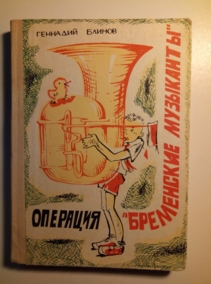 ГЕННАДИЙ БЛИНОВ
ОПЕРАЦИЯ
„БРЕМЕНСКИЕ МУЗЫКАНТЫ"